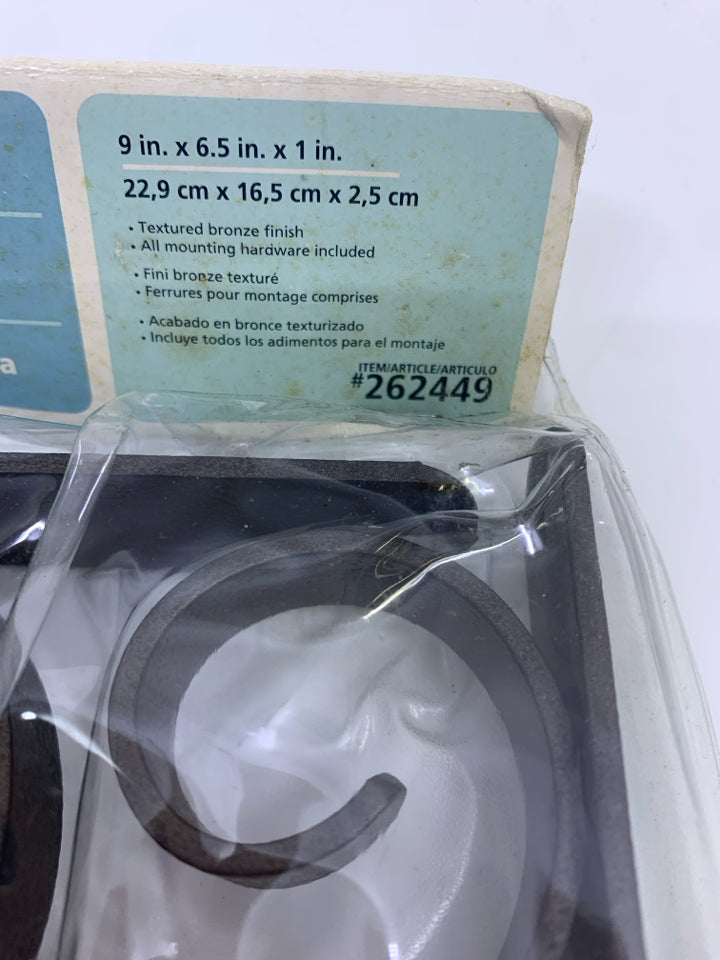 9 in. x 6.5 in. x 1 in.
22,9 cm x 16,5 cm x 2,5 cm
• Textured bronze finish
• All mounting hardware included
• Fini bronze texturé
• Ferrures pour montage comprises
• Acabado en bronce texturizado
• Incluye todos los adimentos para el montaje
a
ITEM/ARTICLE/ARTICULO
#262449